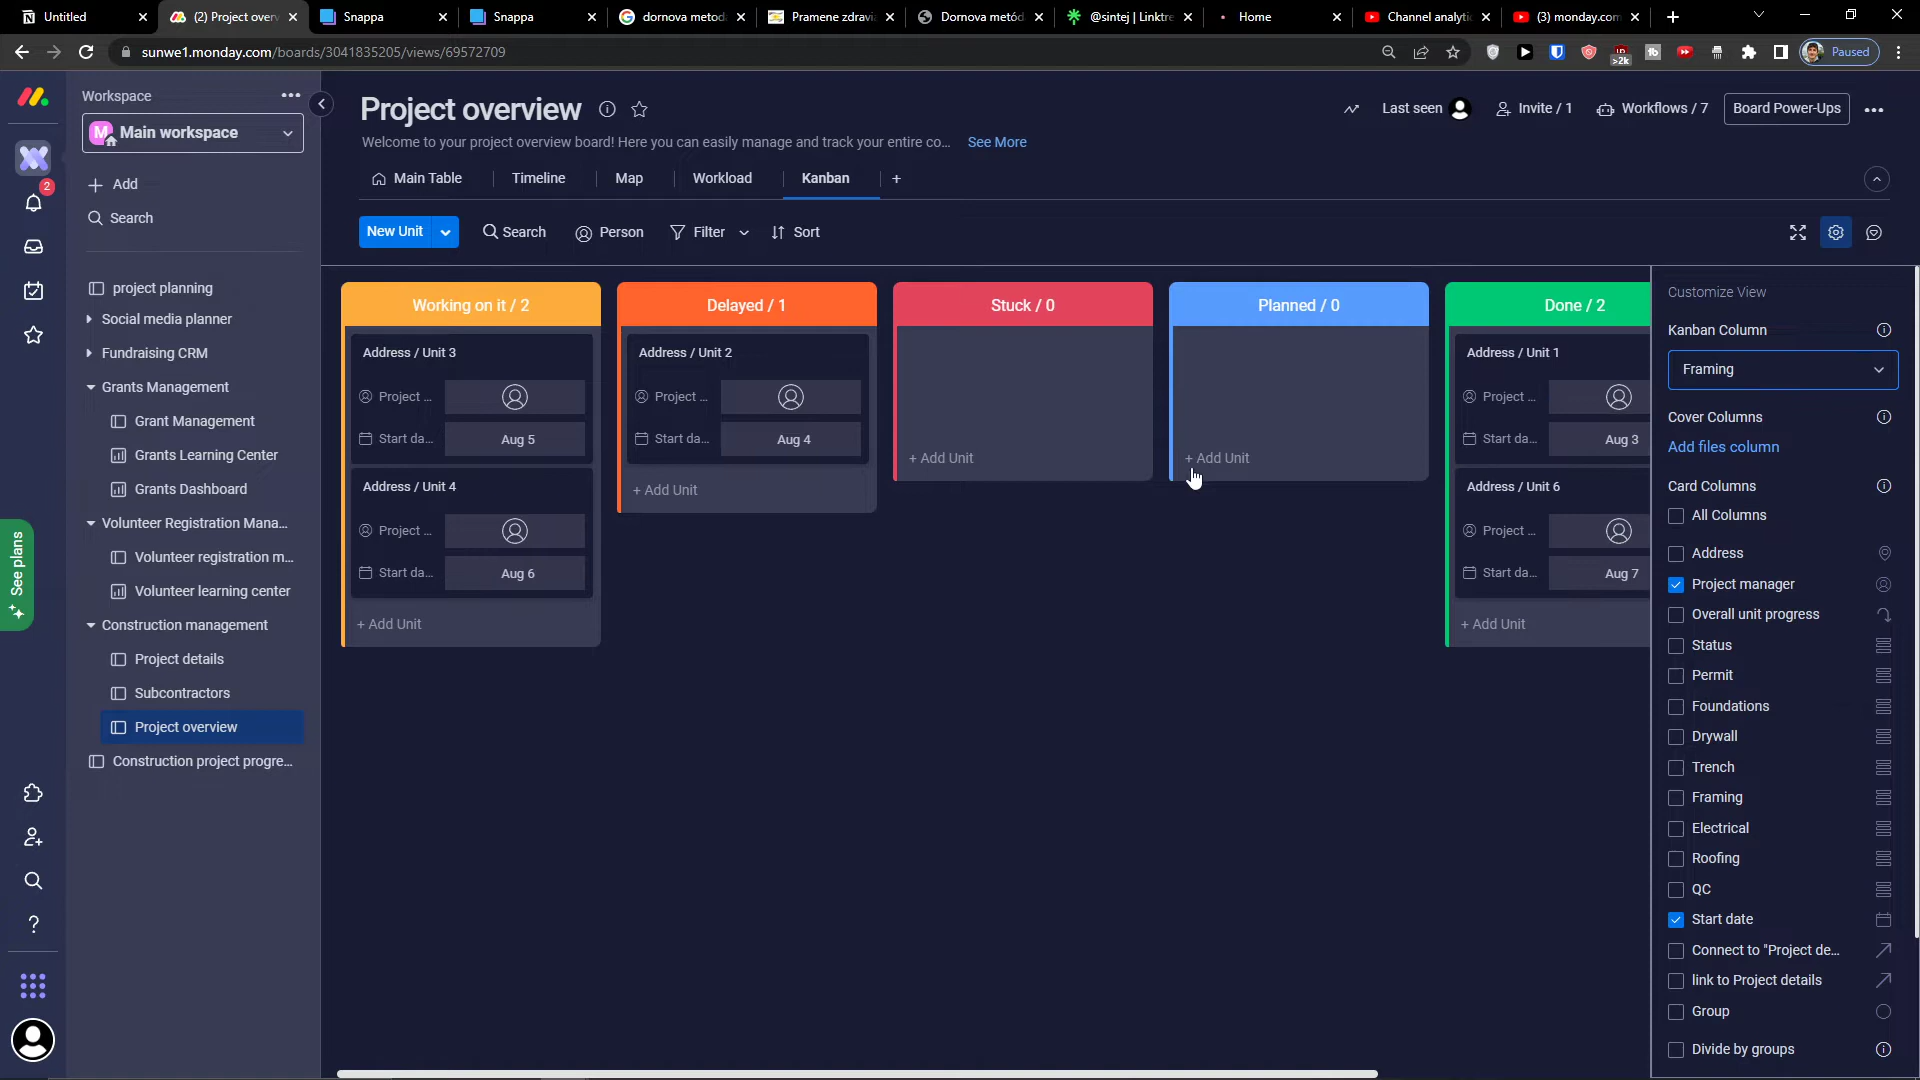 Untitled
(2) Project over
Snappa
Snappa
dornova metod
Pramene zdravi
Dornova metód
@sintej | Linktre
Home
Channel analytic
(3) monday.com
sunwe1.monday.com/boards/3041835205/views/69572709
>2k
Paused
Workspace
M
Main workspace
Add
Search
2
project planning
Social media planner
Fundraising CRM
Grants Management
Grant Management
Grants Learning Center
Grants Dashboard
Volunteer Registration Mana...
Volunteer registration m...
Volunteer learning center
Construction management
Project details
Subcontractors
Project overview
Construction project progre...
See plans
Project overview
Last seen
Invite / 1
Workflows / 7
Board Power-Ups
Welcome to your project overview board! Here you can easily manage and track your entire co...
See More
Main Table
Timeline
Map
Workload
Kanban
+
New Unit
Search
Person
Filter
Sort
Working on it / 2
Address / Unit 3
Project ...
Start da...
Aug 5
Address / Unit 4
Project ...
Start da...
Aug 6
+ Add Unit
Delayed / 1
Address / Unit 2
Project ...
Start da...
Aug 4
+ Add Unit
Stuck / 0
+ Add Unit
Planned / 0
+ Add Unit
Done / 2
Address / Unit 1
Project ...
Start da...
Aug 3
Address / Unit 6
Project ...
Start da...
Aug 7
+ Add Unit
Customize View
Kanban Column
Framing
Cover Columns
Add files column
Card Columns
All Columns
Address
Project manager
Overall unit progress
Status
Permit
Foundations
Drywall
Trench
Framing
Electrical
Roofing
QC
Start date
Connect to "Project de...
link to Project details
Group
Divide by groups